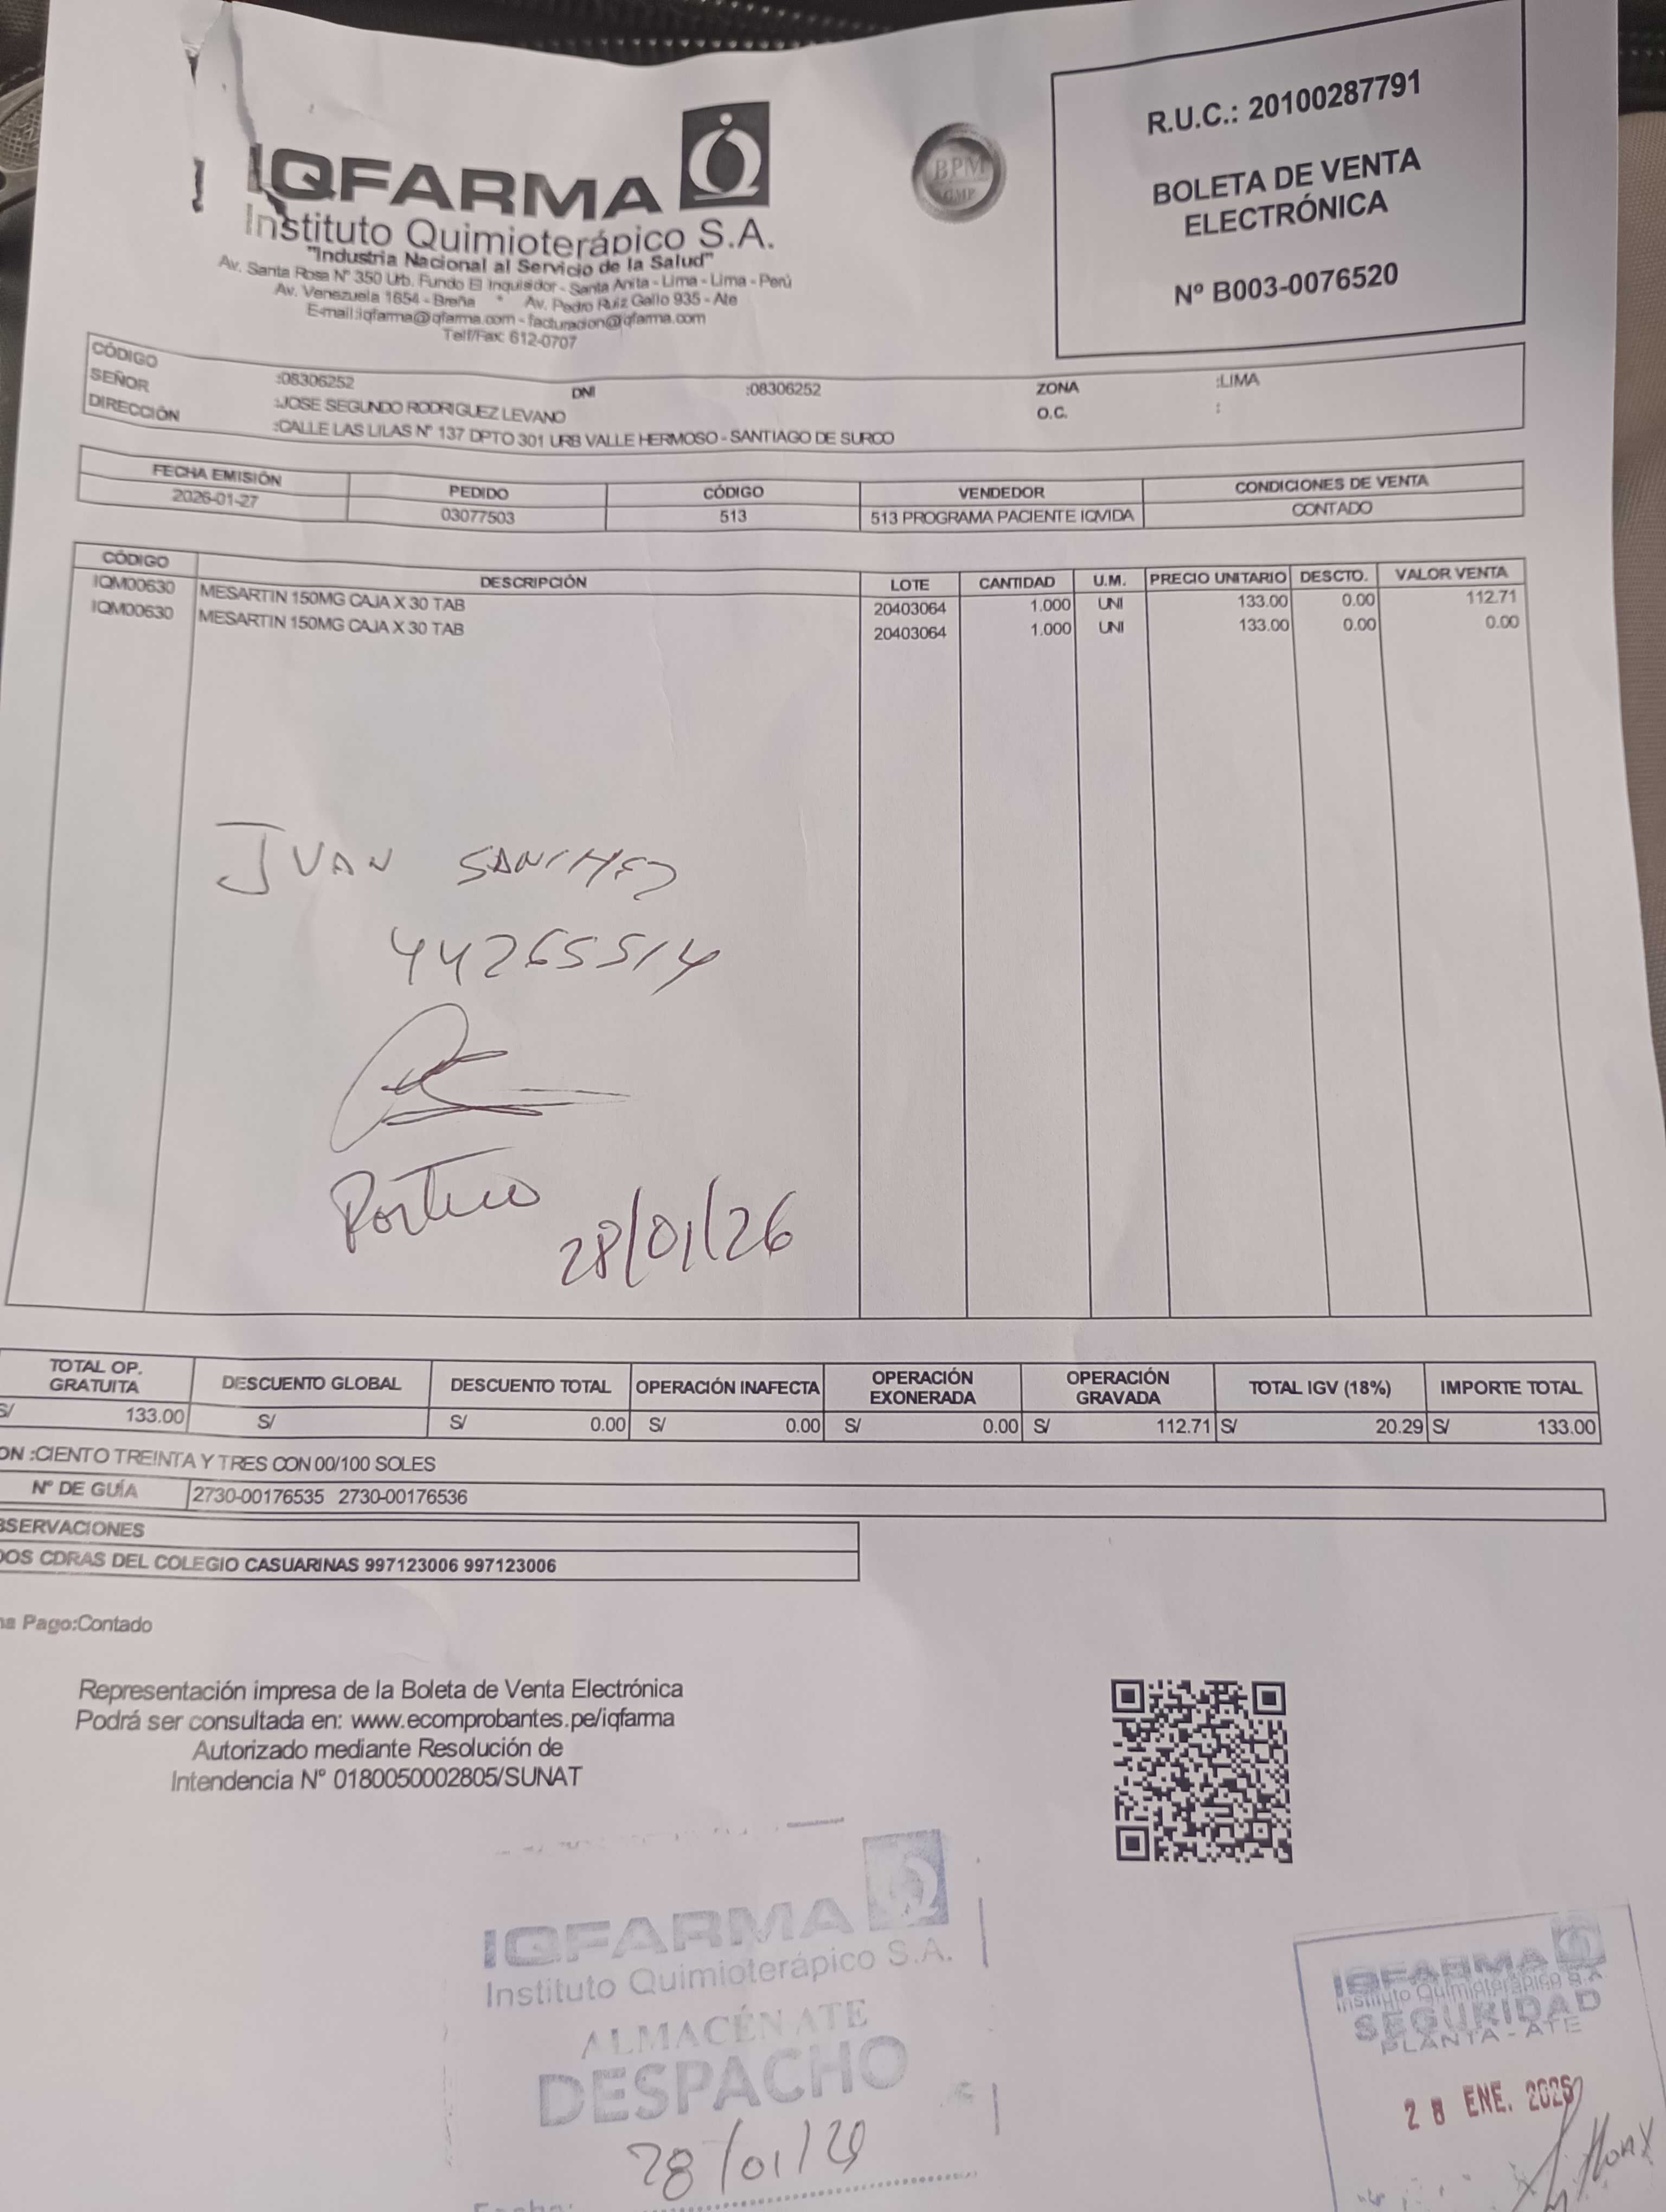 IQFARMA
Instituto Quimioterápico S.A.
"Industria Nacional al Servicio de la Salud"
Av. Santa Rosa N° 350 Urb. Fundo El Inquisidor - Santa Anita - Lima - Lima - Perú
Av. Venezuela 1654 - Breña * Av. Pedro Ruiz Gallo 935 - Ate
E-mail:iqfarma@qfarma.com - facturacion@iqfarma.com
Telf/Fax: 612-0707
BPM
GMP
R.U.C.: 20100287791
BOLETA DE VENTA
ELECTRÓNICA
Nº B003-0076520
CÓDIGO :08306252 DNI :08306252 ZONA :LIMA
SEÑOR :JOSE SEGUNDO RODRIGUEZ LEVANO O.C. :
DIRECCIÓN :CALLE LAS LILAS N° 137 DPTO 301 URB VALLE HERMOSO - SANTIAGO DE SURCO
FECHA EMISIÓN PEDIDO CÓDIGO VENDEDOR CONDICIONES DE VENTA
2026-01-27 03077503 513 513 PROGRAMA PACIENTE IQVIDA CONTADO
CÓDIGO DESCRIPCIÓN LOTE CANTIDAD U.M. PRECIO UNITARIO DESCTO. VALOR VENTA
IQM00630 MESARTIN 150MG CAJA X 30 TAB 20403064 1.000 UNI 133.00 0.00 112.71
IQM00630 MESARTIN 150MG CAJA X 30 TAB 20403064 1.000 UNI 133.00 0.00 0.00
JUAN SANCHEZ
44265514
28/01/26
TOTAL OP. GRATUITA DESCUENTO GLOBAL DESCUENTO TOTAL OPERACIÓN INAFECTA OPERACIÓN EXONERADA OPERACIÓN GRAVADA TOTAL IGV (18%) IMPORTE TOTAL
S/ 133.00 S/ S/ 0.00 S/ 0.00 S/ 0.00 S/ 112.71 S/ 20.29 S/ 133.00
ON :CIENTO TREINTA Y TRES CON 00/100 SOLES
Nº DE GUÍA 2730-00176535 2730-00176536
BSERVACIONES
DOS CDRAS DEL COLEGIO CASUARINAS 997123006 997123006
na Pago:Contado
Representación impresa de la Boleta de Venta Electrónica
Podrá ser consultada en: www.ecomprobantes.pe/iqfarma
Autorizado mediante Resolución de
Intendencia N° 0180050002805/SUNAT
IQFARMA
Instituto Quimioterápico S.A.
ALMACÉN ATE
DESPACHO
28/01/26
Fecha:
IQFARMA
Instituto Quimioterápico S.A
SEGURIDAD
PLANTA - ATE
28 ENE. 2026